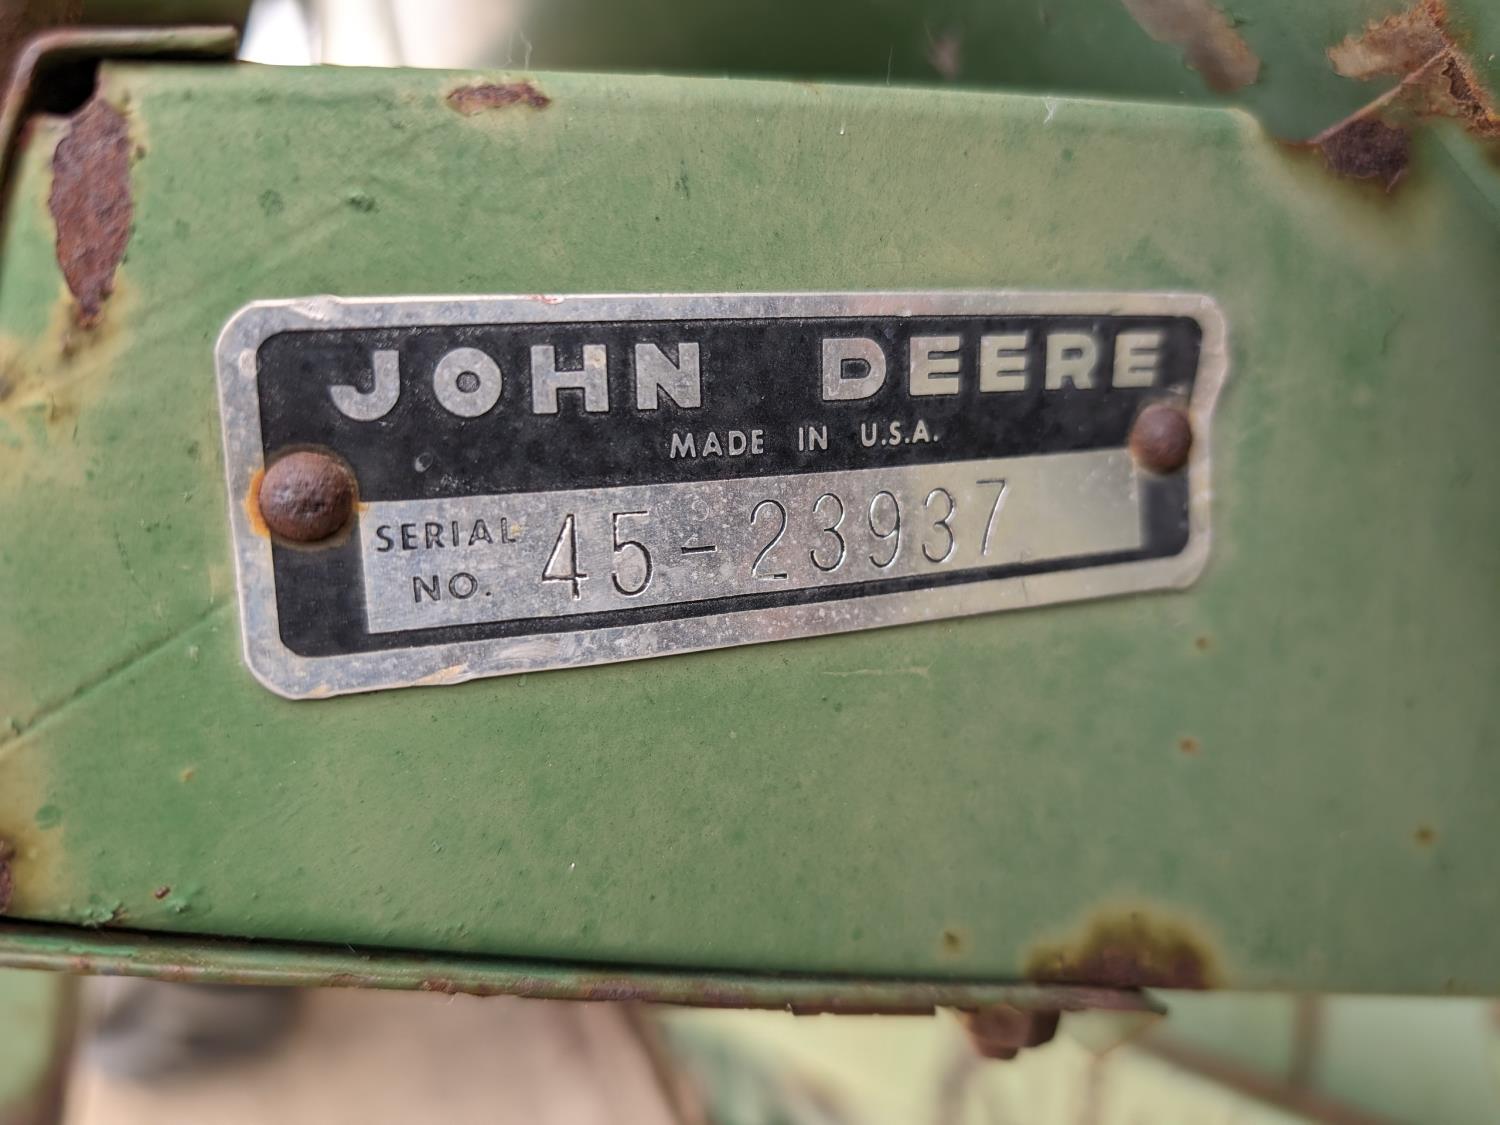 JOHN DEERE
MADE IN U.S.A.
SERIAL NO. 45-23937